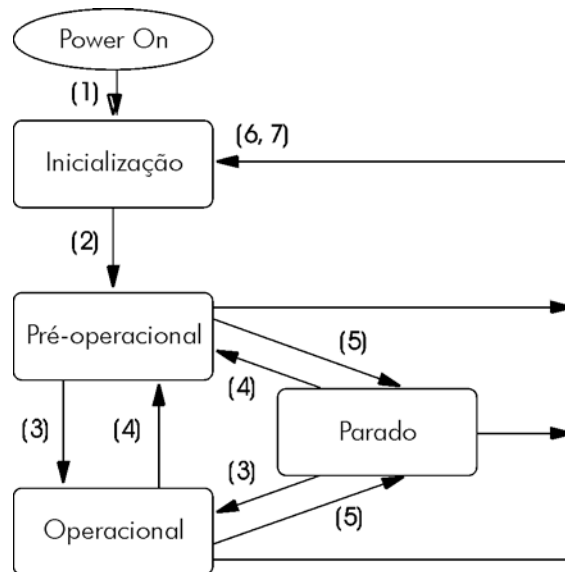 Power On
(1)
(6, 7)
Inicialização
(2)
Pré-operacional
(5)
(4)
(3)
(4)
Parado
(3)
Operacional
(5)